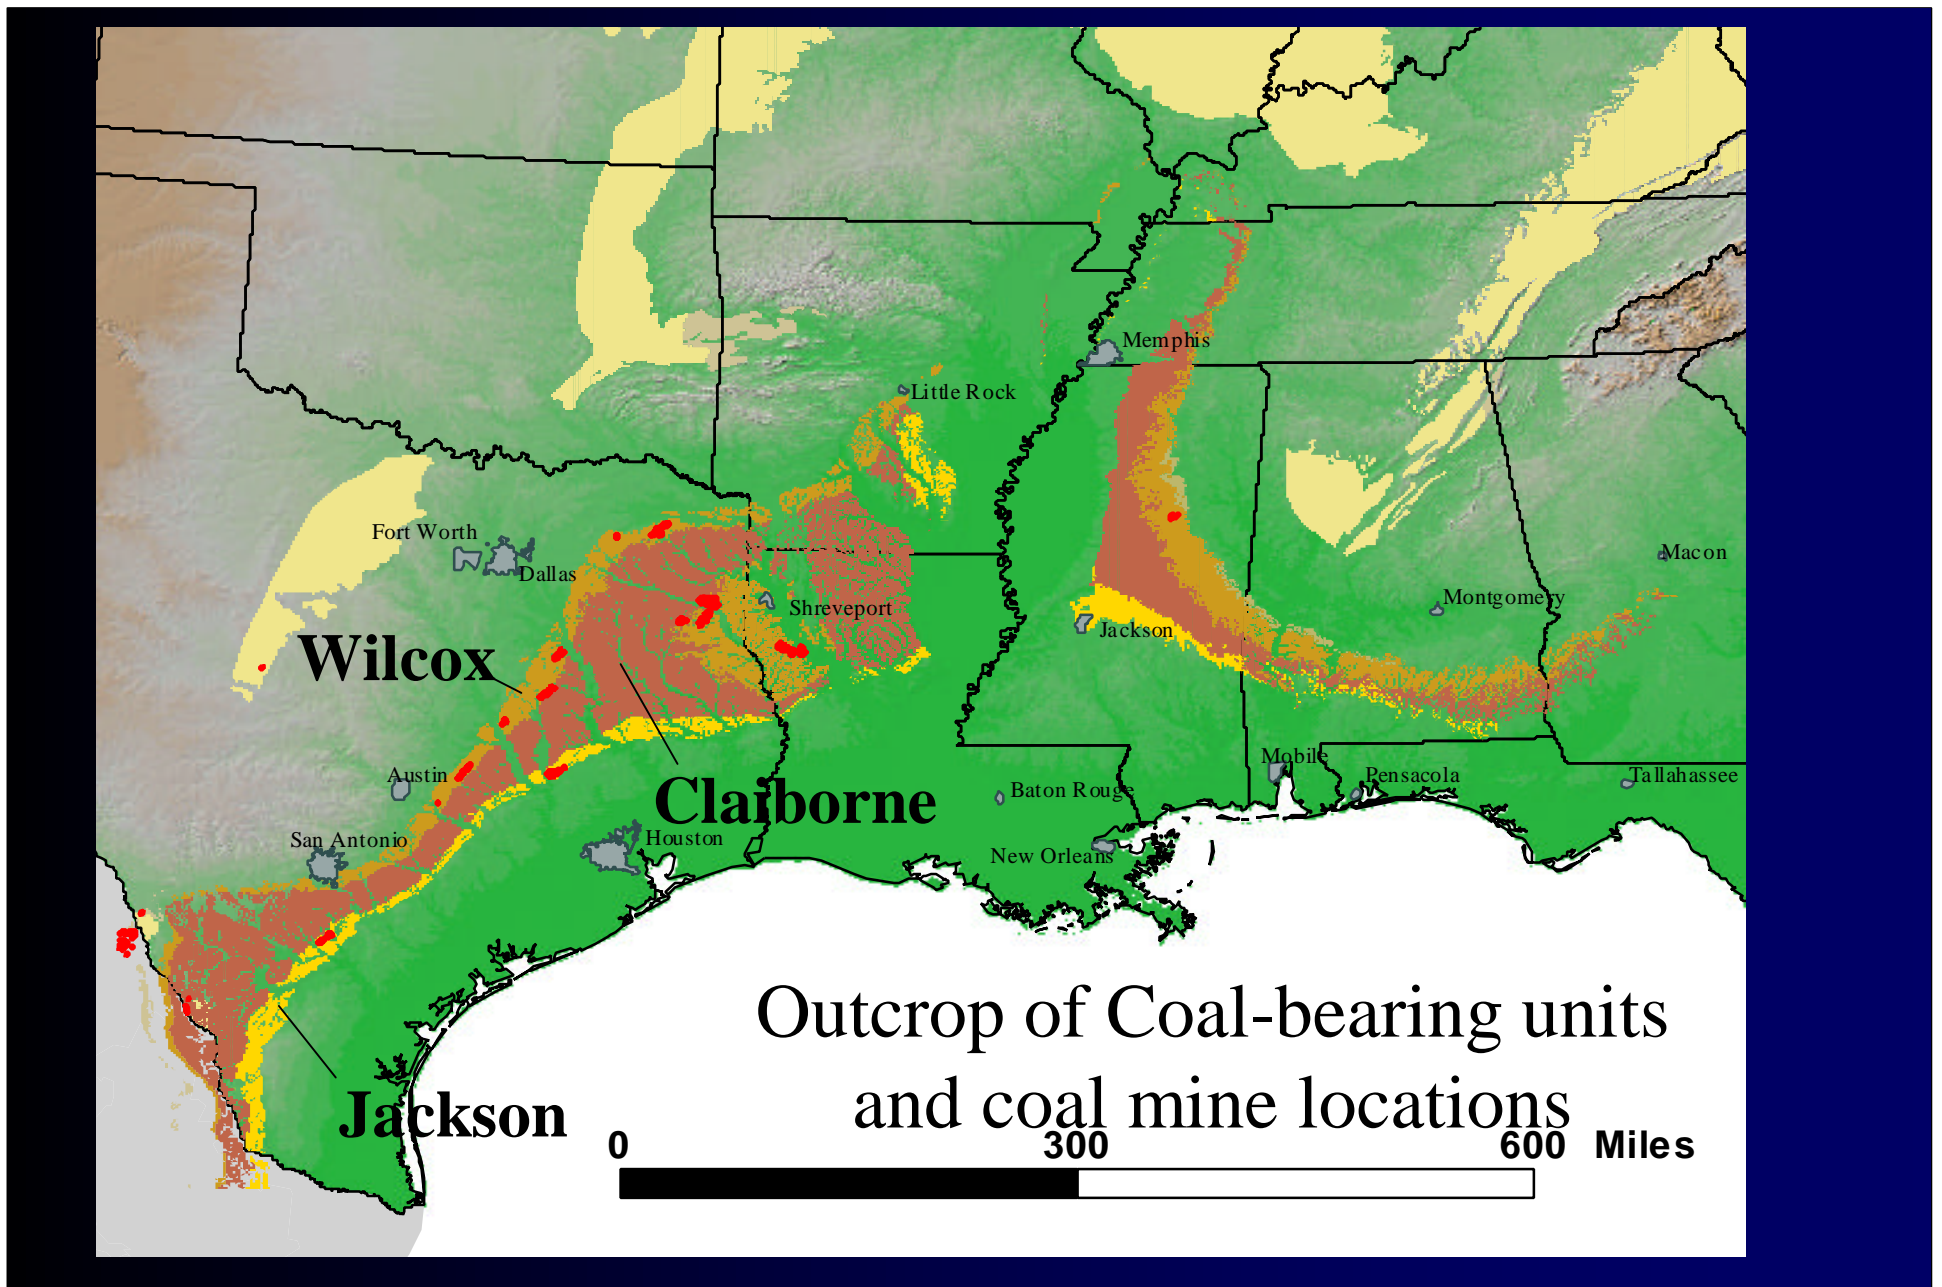 Memphis
Little Rock
Fort Worth
Dallas
Macon
Montgomery
Shreveport
Jackson
Wilcox
Austin
Claiborne
Mobile
Pensacola
Tallahassee
Baton Rouge
San Antonio
Houston
New Orleans
Outcrop of Coal-bearing units
and coal mine locations
Jackson
0 300 600 Miles